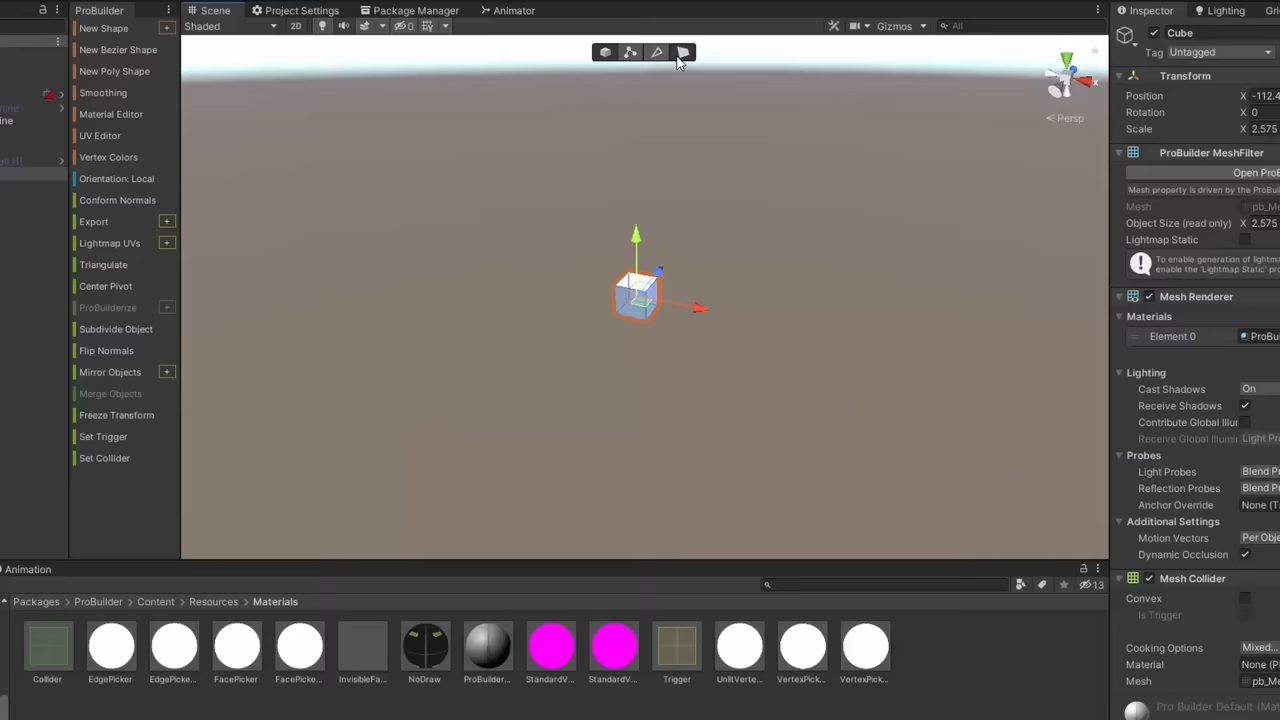 ProBuilder
Scene
Project Settings
Package Manager
Animator
Inspector
Lighting
New Shape
Shaded
2D
0
Gizmos
All
Cube
New Bezier Shape
Tag Untagged
New Poly Shape
Transform
Smoothing
Position X -112.4
Material Editor
Rotation X 0
Persp
UV Editor
Scale X 2.575
Vertex Colors
ProBuilder MeshFilter
Orientation: Local
Open ProB
Mesh property is driven by the ProBui
Conform Normals
Mesh pb_Me
Export
Object Size (read only) X 2.575
Lightmap UVs
Lightmap Static
Triangulate
To enable generation of lightma
enable the 'Lightmap Static' pro
Center Pivot
Mesh Renderer
ProBuilderize
Materials
Subdivide Object
Element 0 ProBui
Flip Normals
Mirror Objects
Lighting
Merge Objects
Cast Shadows On
Receive Shadows
Freeze Transform
Contribute Global Illur
Set Trigger
Receive Global Illumi Light Pr
Set Collider
Probes
Light Probes Blend Pr
Reflection Probes Blend Pr
Anchor Override None (T
Additional Settings
Motion Vectors Per Obje
Dynamic Occlusion
Animation
Mesh Collider
13
Packages
ProBuilder
Content
Resources
Materials
Convex
Is Trigger
Cooking Options Mixed...
Material None (P
Mesh pb_Me
Collider
EdgePicker
EdgePicke...
FacePicker
FacePicke...
InvisibleFa...
NoDraw
ProBuilder...
StandardV...
StandardV...
Trigger
UnlitVerte...
VertexPick...
VertexPick...
Pro Builder Default (Mat